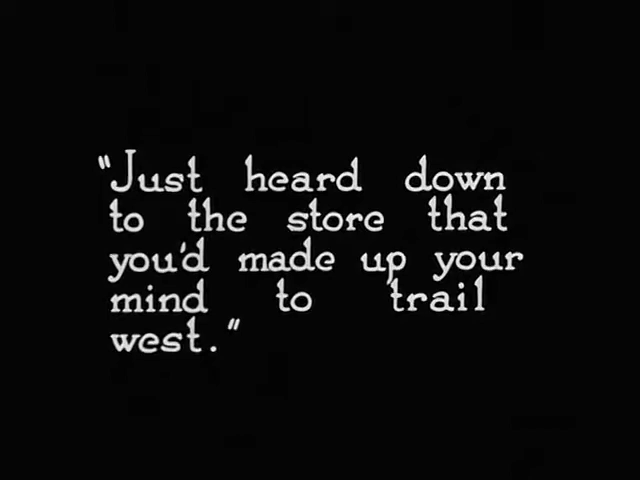 "Just heard down
to the store that
you'd made up your
mind to trail
west."